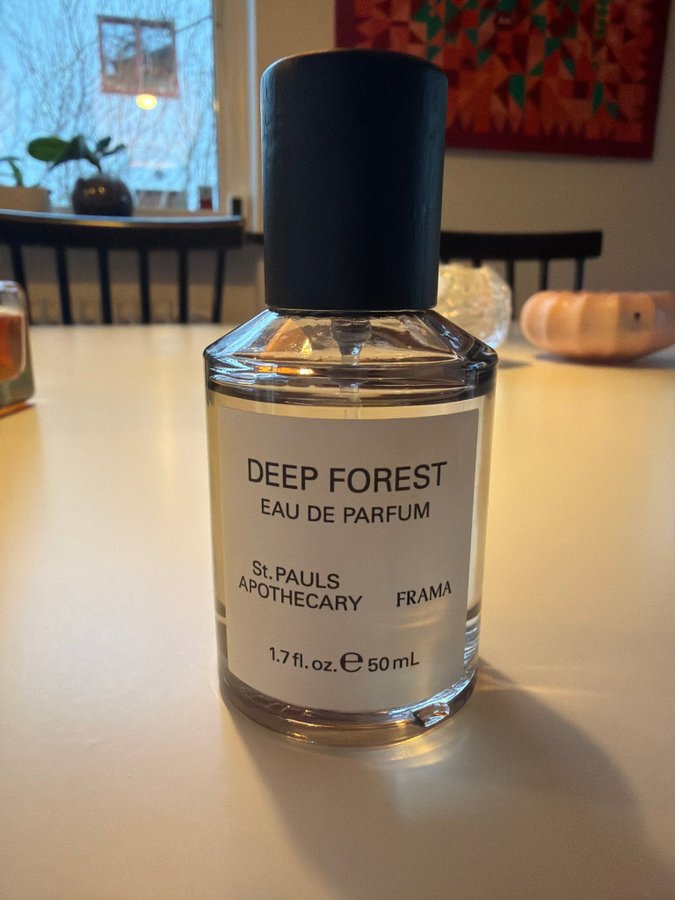 DEEP FOREST
EAU DE PARFUM
St. PAULS
APOTHECARY
FRAMA
1.7 fl. oz. ℮ 50 mL